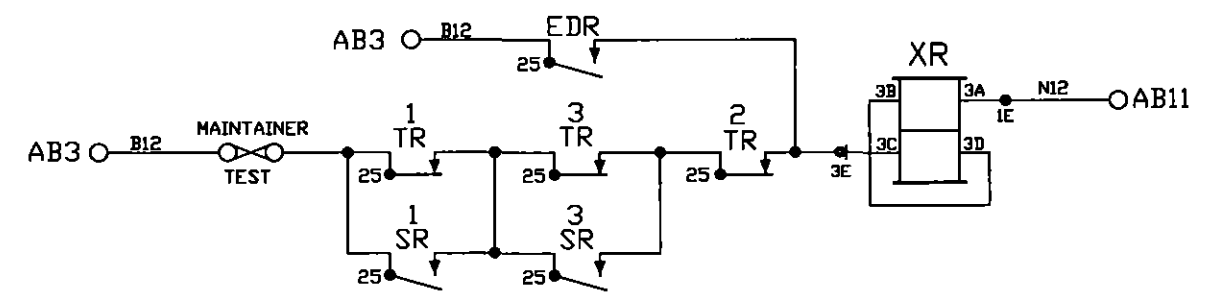 AB3 B12 EDR
25
XR
3B 3A N12 AB11
1E
1 3 2
MAINTAINER TR TR TR
AB3 B12
3C 3D
TEST 25 25 25 3E
1 3
SR SR
25 25